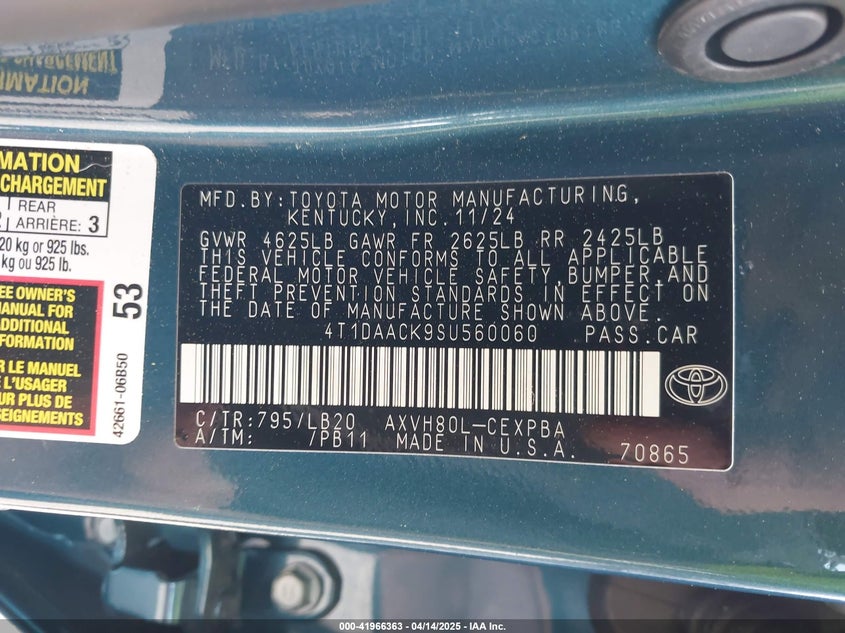 MATION
CHARGEMENT
REAR
ARRIÈRE: 3
20 kg or 925 lbs.
kg ou 925 lb.
EE OWNER'S
MANUAL FOR
ADDITIONAL
L'USAGER
UR PLUS DE
SEIGNEMENTS
53
42661-06B50
MFD.BY:TOYOTA MOTOR MANUFACTURING,
KENTUCKY, INC. 11/24
GVWR 4625LB GAWR FR 2625LB RR 2425LB
THIS VEHICLE CONFORMS TO ALL APPLICABLE
FEDERAL MOTOR VEHICLE SAFETY, BUMPER, AND
THEFT PREVENTION STANDARDS IN EFFECT ON
THE DATE OF MANUFACTURE SHOWN ABOVE.
4T1DAACK9SU560060 PASS.CAR
C/TR:795/LB20 AXVH80L-CEXPBA
A/TM: /PB11 MADE IN U.S.A. 70865
000-41966363 - 04/14/2025 - IAA Inc.